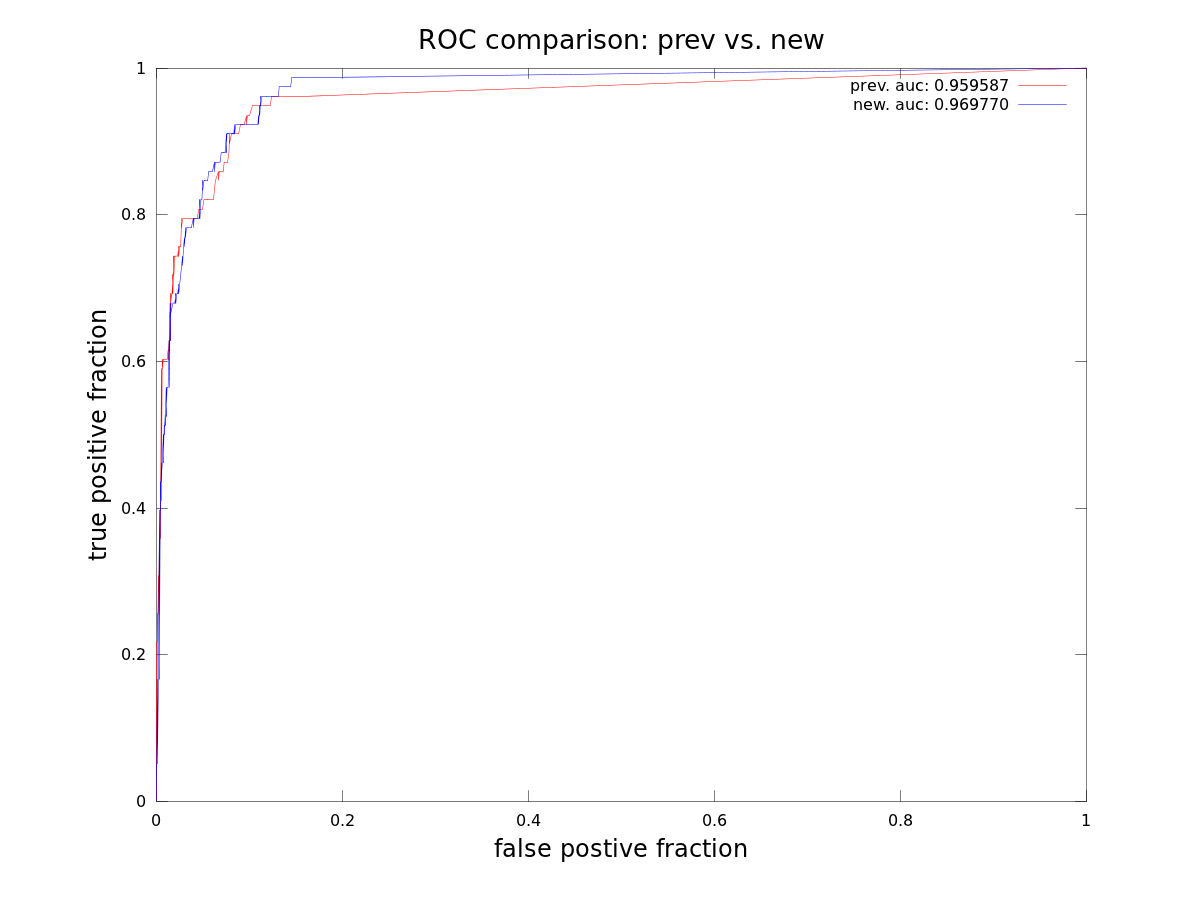 ROC comparison: prev vs. new
prev. auc: 0.959587
new. auc: 0.969770
true positive fraction
1
0.8
0.6
0.4
0.2
0
0 0.2 0.4 0.6 0.8 1
false postive fraction